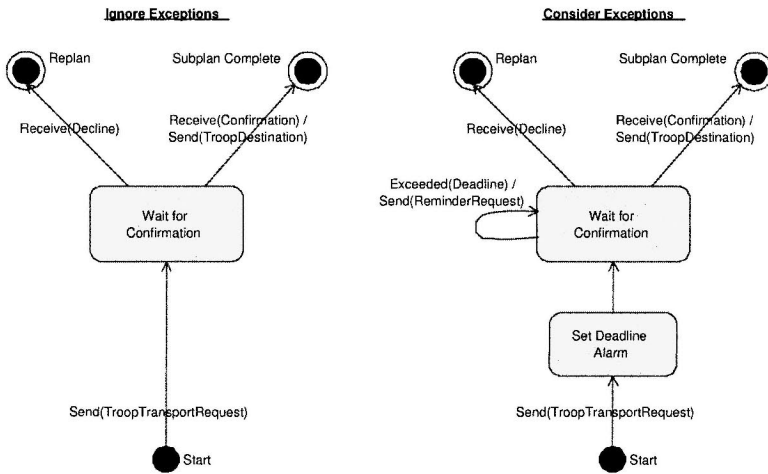 Ignore Exceptions
Replan
Subplan Complete
Receive(Decline)
Receive(Confirmation) /
Send(TroopDestination)
Wait for
Confirmation
Send(TroopTransportRequest)
Start
Consider Exceptions
Replan
Subplan Complete
Receive(Decline)
Receive(Confirmation) /
Send(TroopDestination)
Exceeded(Deadline) /
Send(ReminderRequest)
Wait for
Confirmation
Set Deadline
Alarm
Send(TroopTransportRequest)
Start